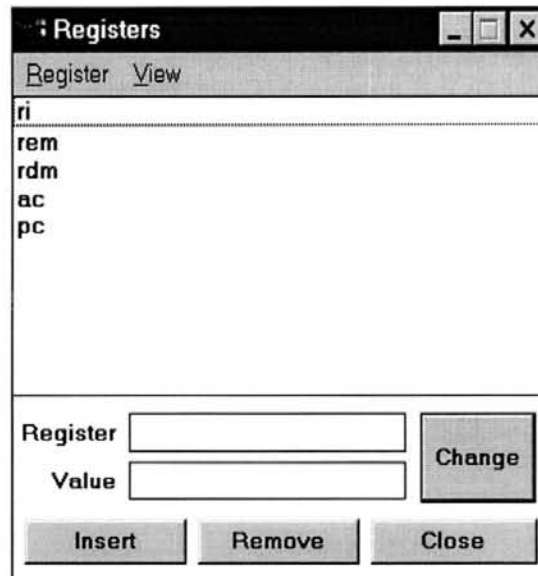 Registers
Register View
ri
rem
rdm
ac
pc
Register
Change
Value
Insert Remove Close